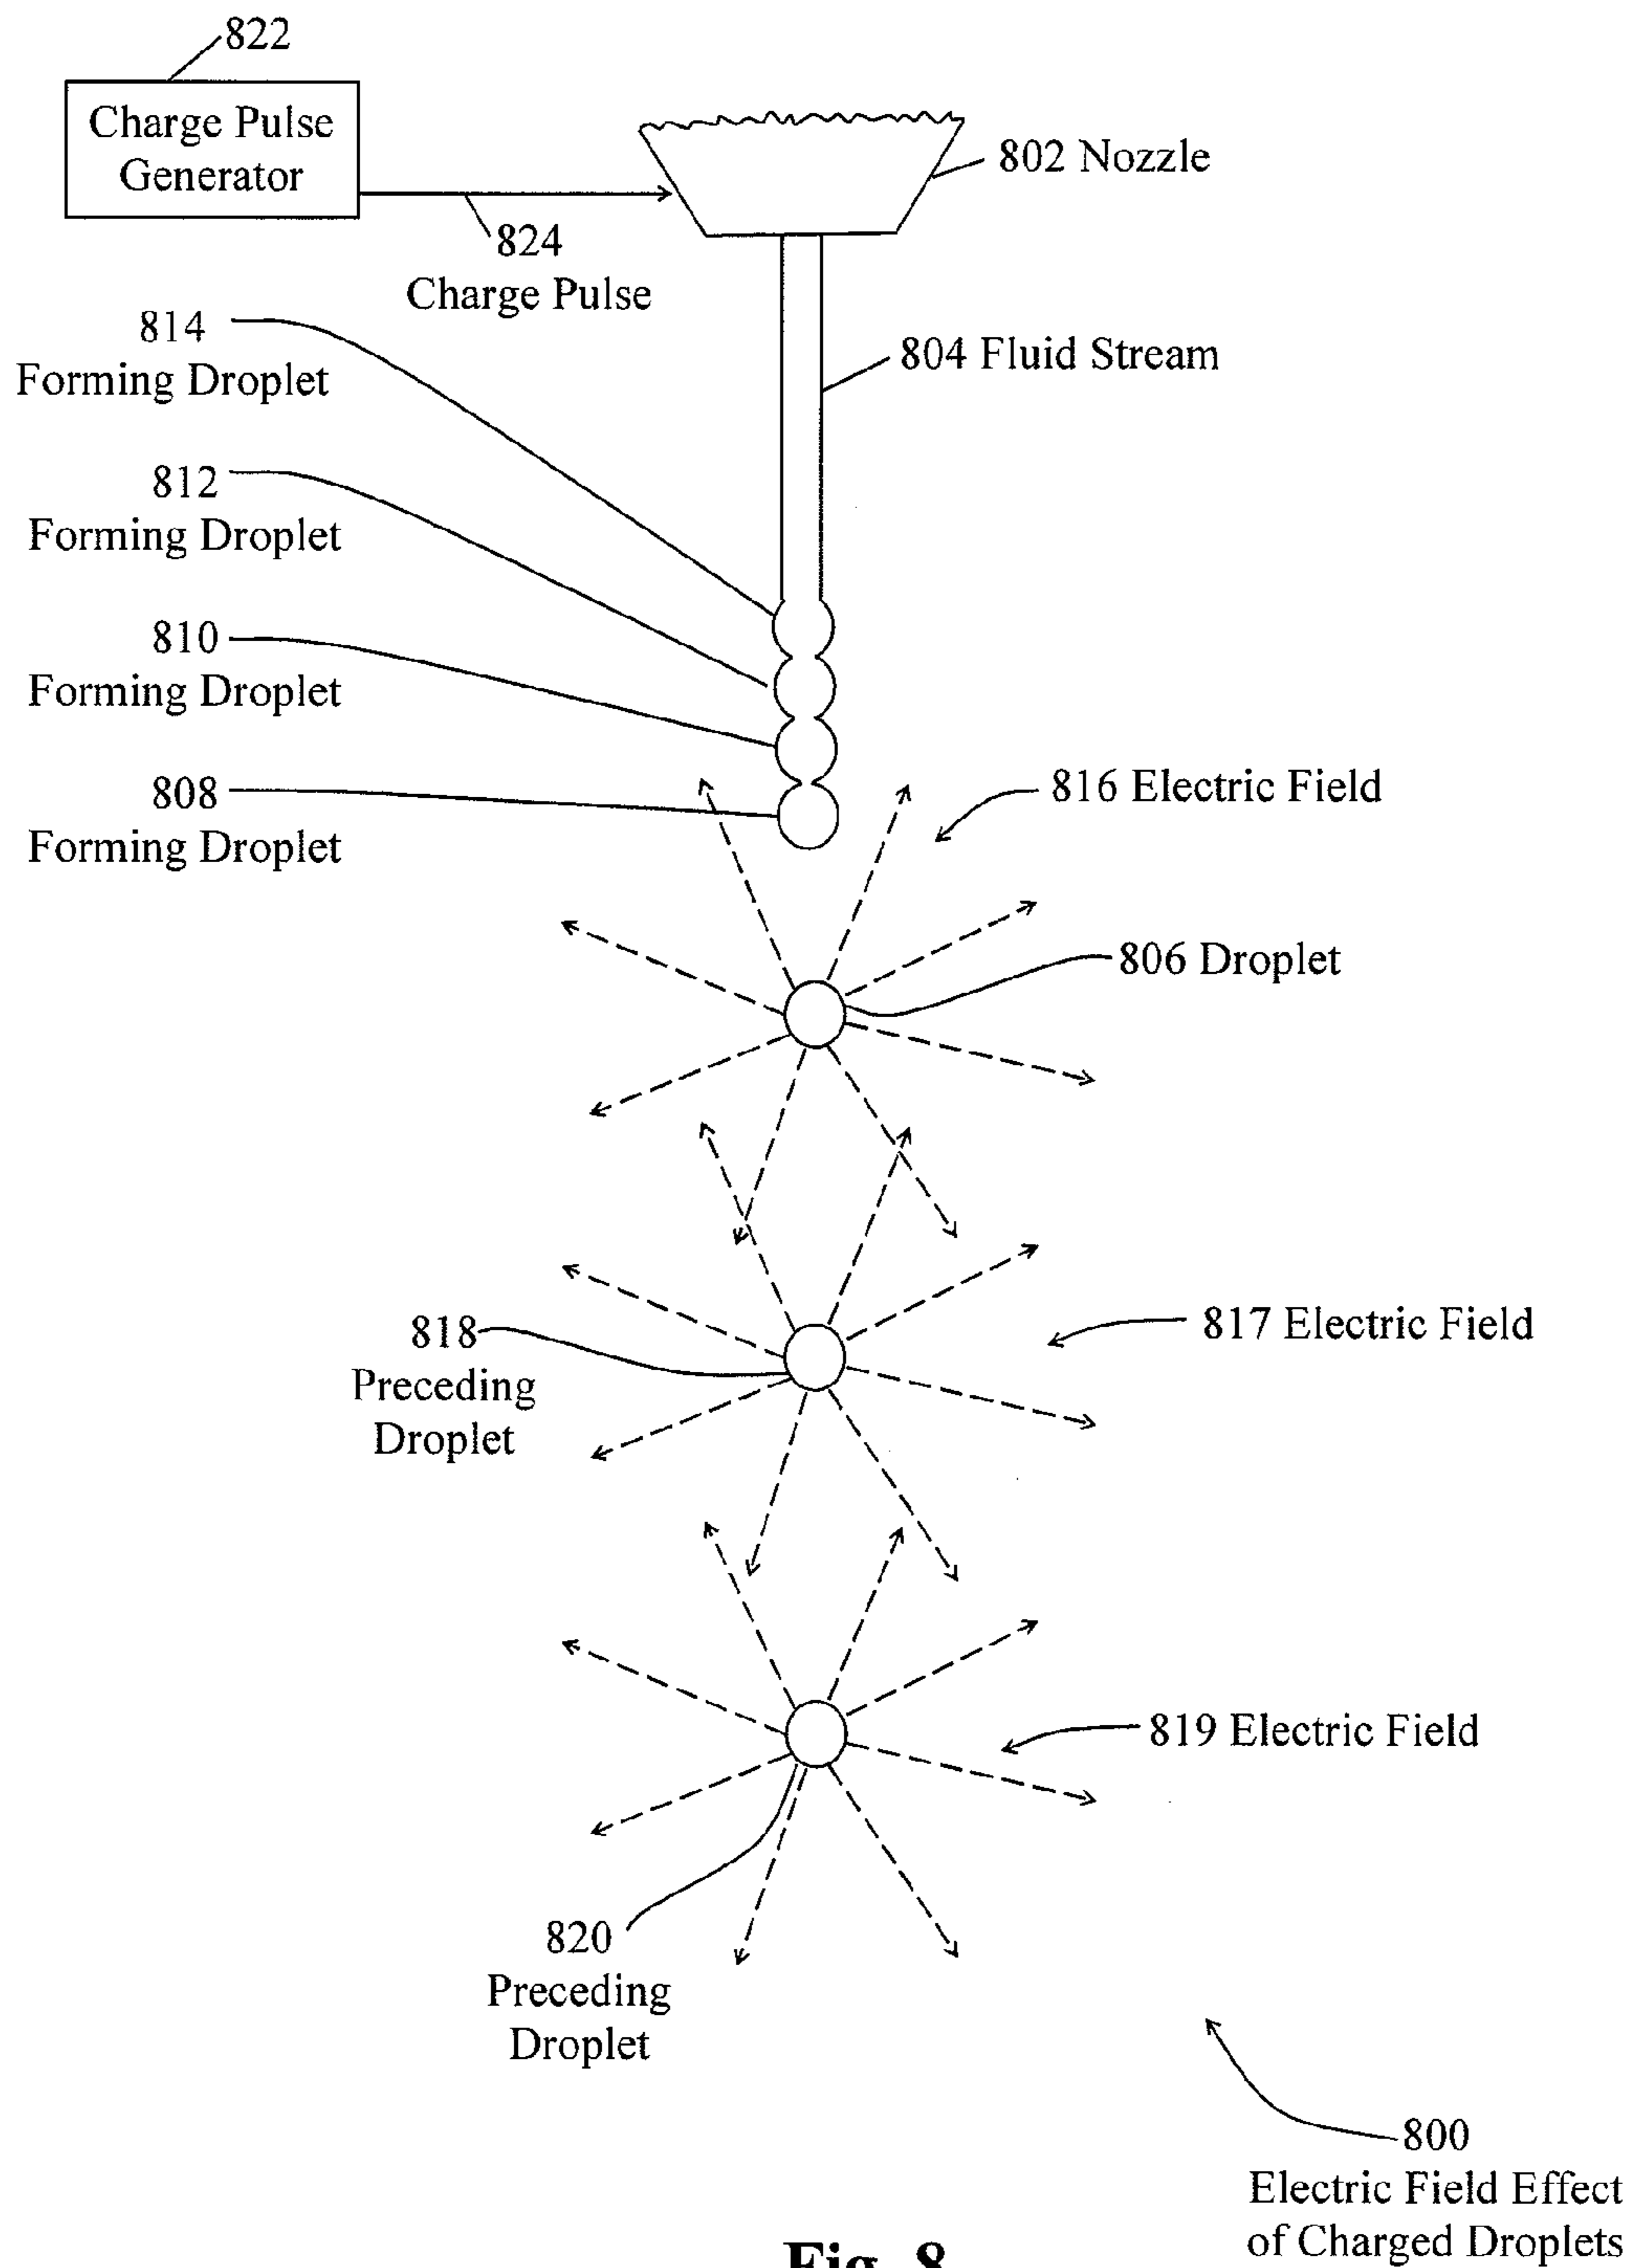 822
Charge Pulse
Generator
802 Nozzle
824
Charge Pulse
814
Forming Droplet
804 Fluid Stream
812
Forming Droplet
810
Forming Droplet
816 Electric Field
808
Forming Droplet
806 Droplet
818
Preceding
Droplet
817 Electric Field
819 Electric Field
820
Preceding
Droplet
800
Electric Field Effect
of Charged Droplets
Fig. 8